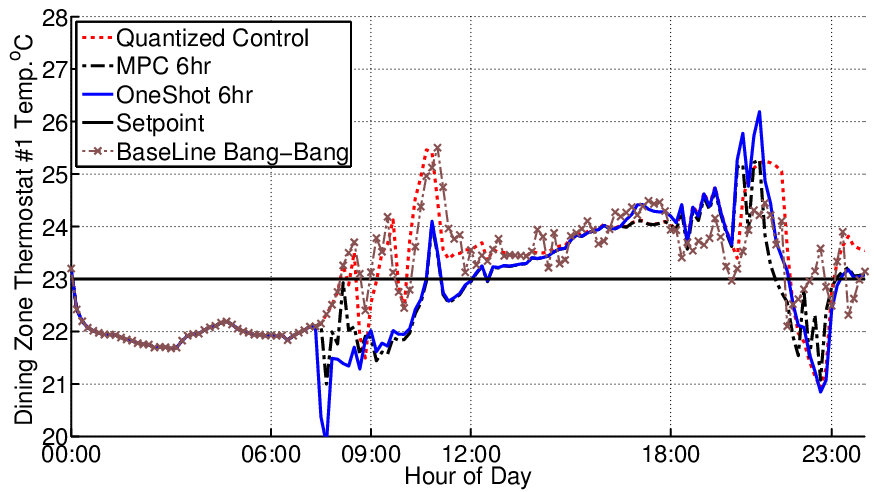 28
27
26
25
24
23
22
21
20
Dining Zone Thermostat #1 Temp.°C
Quantized Control
MPC 6hr
OneShot 6hr
Setpoint
BaseLine Bang−Bang
00:00 06:00 09:00 12:00 18:00 23:00
Hour of Day